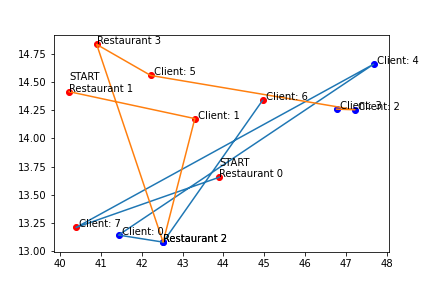 14.75
14.50
14.25
14.00
13.75
13.50
13.25
13.00
40
41
42
43
44
45
46
47
48
Restaurant 3
Client: 4
Client: 5
START
Restaurant 1
Client: 6
Client: 3
Client: 2
Client: 1
START
Restaurant 0
Client: 7
Client: 0
Restaurant 2